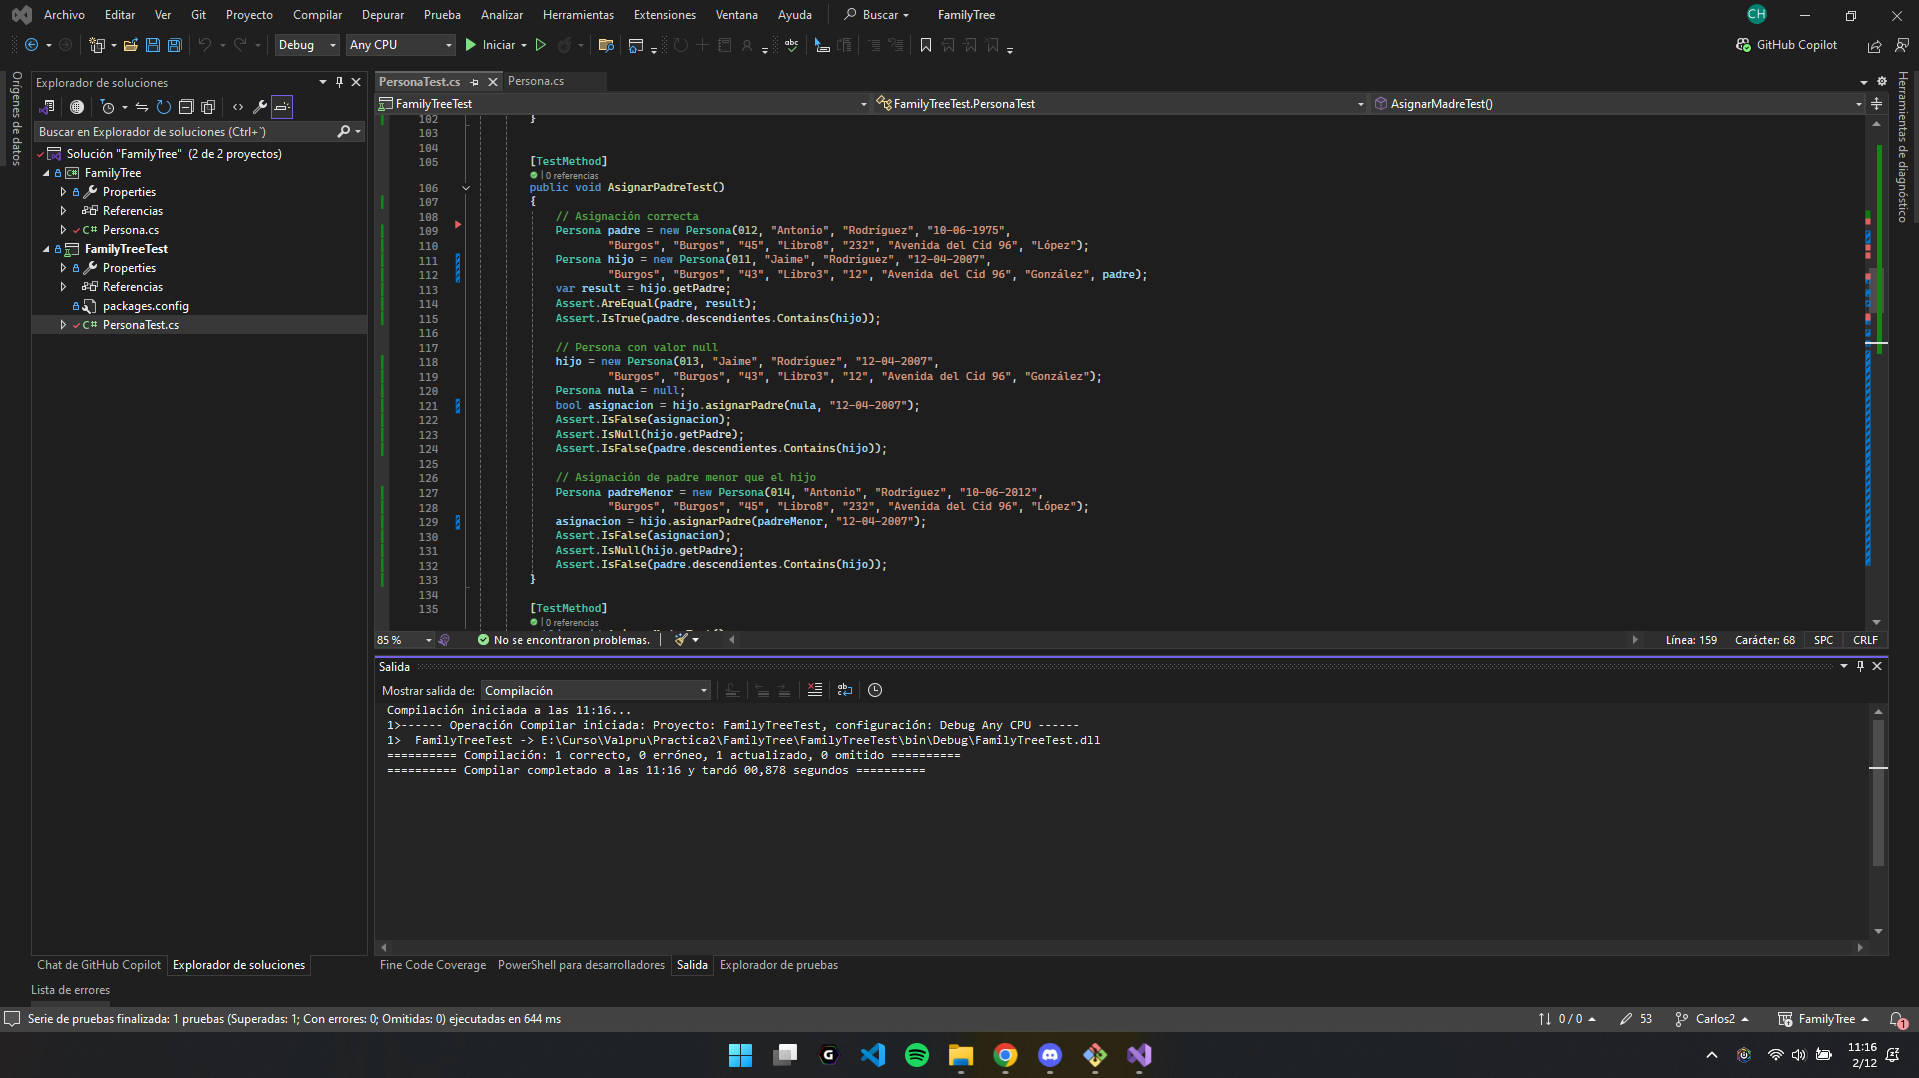 Archivo Editar Ver Git Proyecto Compilar Depurar Prueba Analizar Herramientas Extensiones Ventana Ayuda Buscar FamilyTree CH
Debug Any CPU Iniciar GitHub Copilot
Orígenes de datos
Explorador de soluciones
Buscar en Explorador de soluciones (Ctrl+`)
Solución "FamilyTree" (2 de 2 proyectos)
FamilyTree
Properties
Referencias
C# Persona.cs
FamilyTreeTest
Properties
Referencias
packages.config
C# PersonaTest.cs
PersonaTest.cs Persona.cs
FamilyTreeTest FamilyTreeTest.PersonaTest AsignarMadreTest()
102 }
103
104
105 [TestMethod]
0 referencias
106 public void AsignarPadreTest()
107 {
108 // Asignación correcta
109 Persona padre = new Persona(012, "Antonio", "Rodríguez", "10-06-1975",
110 "Burgos", "Burgos", "45", "Libro8", "232", "Avenida del Cid 96", "López");
111 Persona hijo = new Persona(011, "Jaime", "Rodríguez", "12-04-2007",
112 "Burgos", "Burgos", "43", "Libro3", "12", "Avenida del Cid 96", "González", padre);
113 var result = hijo.getPadre;
114 Assert.AreEqual(padre, result);
115 Assert.IsTrue(padre.descendientes.Contains(hijo));
116
117 // Persona con valor null
118 hijo = new Persona(013, "Jaime", "Rodríguez", "12-04-2007",
119 "Burgos", "Burgos", "43", "Libro3", "12", "Avenida del Cid 96", "González");
120 Persona nula = null;
121 bool asignacion = hijo.asignarPadre(nula, "12-04-2007");
122 Assert.IsFalse(asignacion);
123 Assert.IsNull(hijo.getPadre);
124 Assert.IsFalse(padre.descendientes.Contains(hijo));
125
126 // Asignación de padre menor que el hijo
127 Persona padreMenor = new Persona(014, "Antonio", "Rodríguez", "10-06-2012",
128 "Burgos", "Burgos", "45", "Libro8", "232", "Avenida del Cid 96", "López");
129 asignacion = hijo.asignarPadre(padreMenor, "12-04-2007");
130 Assert.IsFalse(asignacion);
131 Assert.IsNull(hijo.getPadre);
132 Assert.IsFalse(padre.descendientes.Contains(hijo));
133 }
134
135 [TestMethod]
0 referencias
85 % No se encontraron problemas. Línea: 159 Carácter: 68 SPC CRLF
Herramientas de diagnóstico
Salida
Mostrar salida de: Compilación
Compilación iniciada a las 11:16...
1>------ Operación Compilar iniciada: Proyecto: FamilyTreeTest, configuración: Debug Any CPU ------
1> FamilyTreeTest -> E:\Curso\Valpru\Practica2\FamilyTree\FamilyTreeTest\bin\Debug\FamilyTreeTest.dll
========== Compilación: 1 correcto, 0 erróneo, 1 actualizado, 0 omitido ==========
========== Compilar completado a las 11:16 y tardó 00,878 segundos ==========
Chat de GitHub Copilot Explorador de soluciones
Fine Code Coverage PowerShell para desarrolladores Salida Explorador de pruebas
Lista de errores
Serie de pruebas finalizada: 1 pruebas (Superadas: 1; Con errores: 0; Omitidas: 0) ejecutadas en 644 ms 0 / 0 53 Carlos2 FamilyTree 1
11:16
2/12